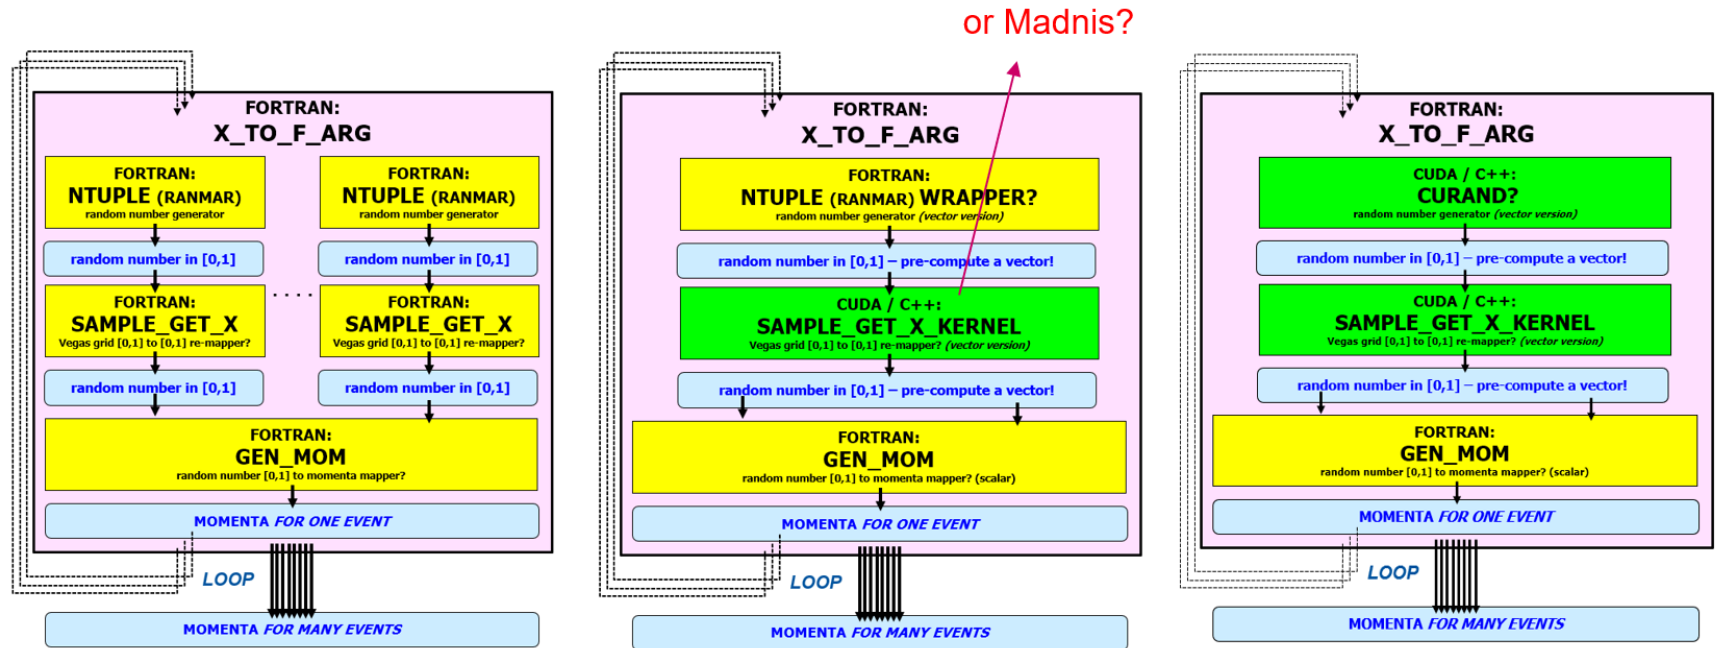 or Madnis?
FORTRAN:
X_TO_F_ARG
FORTRAN:
NTUPLE (RANMAR)
random number generator
FORTRAN:
NTUPLE (RANMAR)
random number generator
random number in [0,1]
random number in [0,1]
. . . .
FORTRAN:
SAMPLE_GET_X
Vegas grid [0,1] to [0,1] re-mapper?
FORTRAN:
SAMPLE_GET_X
Vegas grid [0,1] to [0,1] re-mapper?
random number in [0,1]
random number in [0,1]
FORTRAN:
GEN_MOM
random number [0,1] to momenta mapper?
MOMENTA FOR ONE EVENT
LOOP
MOMENTA FOR MANY EVENTS
FORTRAN:
X_TO_F_ARG
FORTRAN:
NTUPLE (RANMAR) WRAPPER?
random number generator (vector version)
random number in [0,1] – pre-compute a vector!
CUDA / C++:
SAMPLE_GET_X_KERNEL
Vegas grid [0,1] to [0,1] re-mapper? (vector version)
random number in [0,1] – pre-compute a vector!
FORTRAN:
GEN_MOM
random number [0,1] to momenta mapper? (scalar)
MOMENTA FOR ONE EVENT
LOOP
MOMENTA FOR MANY EVENTS
FORTRAN:
X_TO_F_ARG
CUDA / C++:
CURAND?
random number generator (vector version)
random number in [0,1] – pre-compute a vector!
CUDA / C++:
SAMPLE_GET_X_KERNEL
Vegas grid [0,1] to [0,1] re-mapper? (vector version)
random number in [0,1] – pre-compute a vector!
FORTRAN:
GEN_MOM
random number [0,1] to momenta mapper? (scalar)
MOMENTA FOR ONE EVENT
LOOP
MOMENTA FOR MANY EVENTS